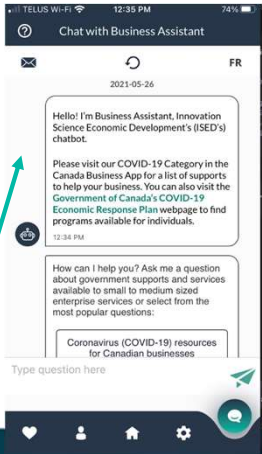 TELUS Wi-Fi 12:35 PM 74%
Chat with Business Assistant
FR
2021-05-26
Hello! I'm Business Assistant, Innovation
Science Economic Development's (ISED's)
chatbot.
Please visit our COVID-19 Category in the
Canada Business App for a list of supports
to help your business. You can also visit the
Government of Canada's COVID-19
Economic Response Plan webpage to find
programs available for individuals.
12:34 PM
How can I help you? Ask me a question
about government supports and services
available to small to medium sized
enterprise services or select from the
most popular questions:
Coronavirus (COVID-19) resources
for Canadian businesses
Type question here